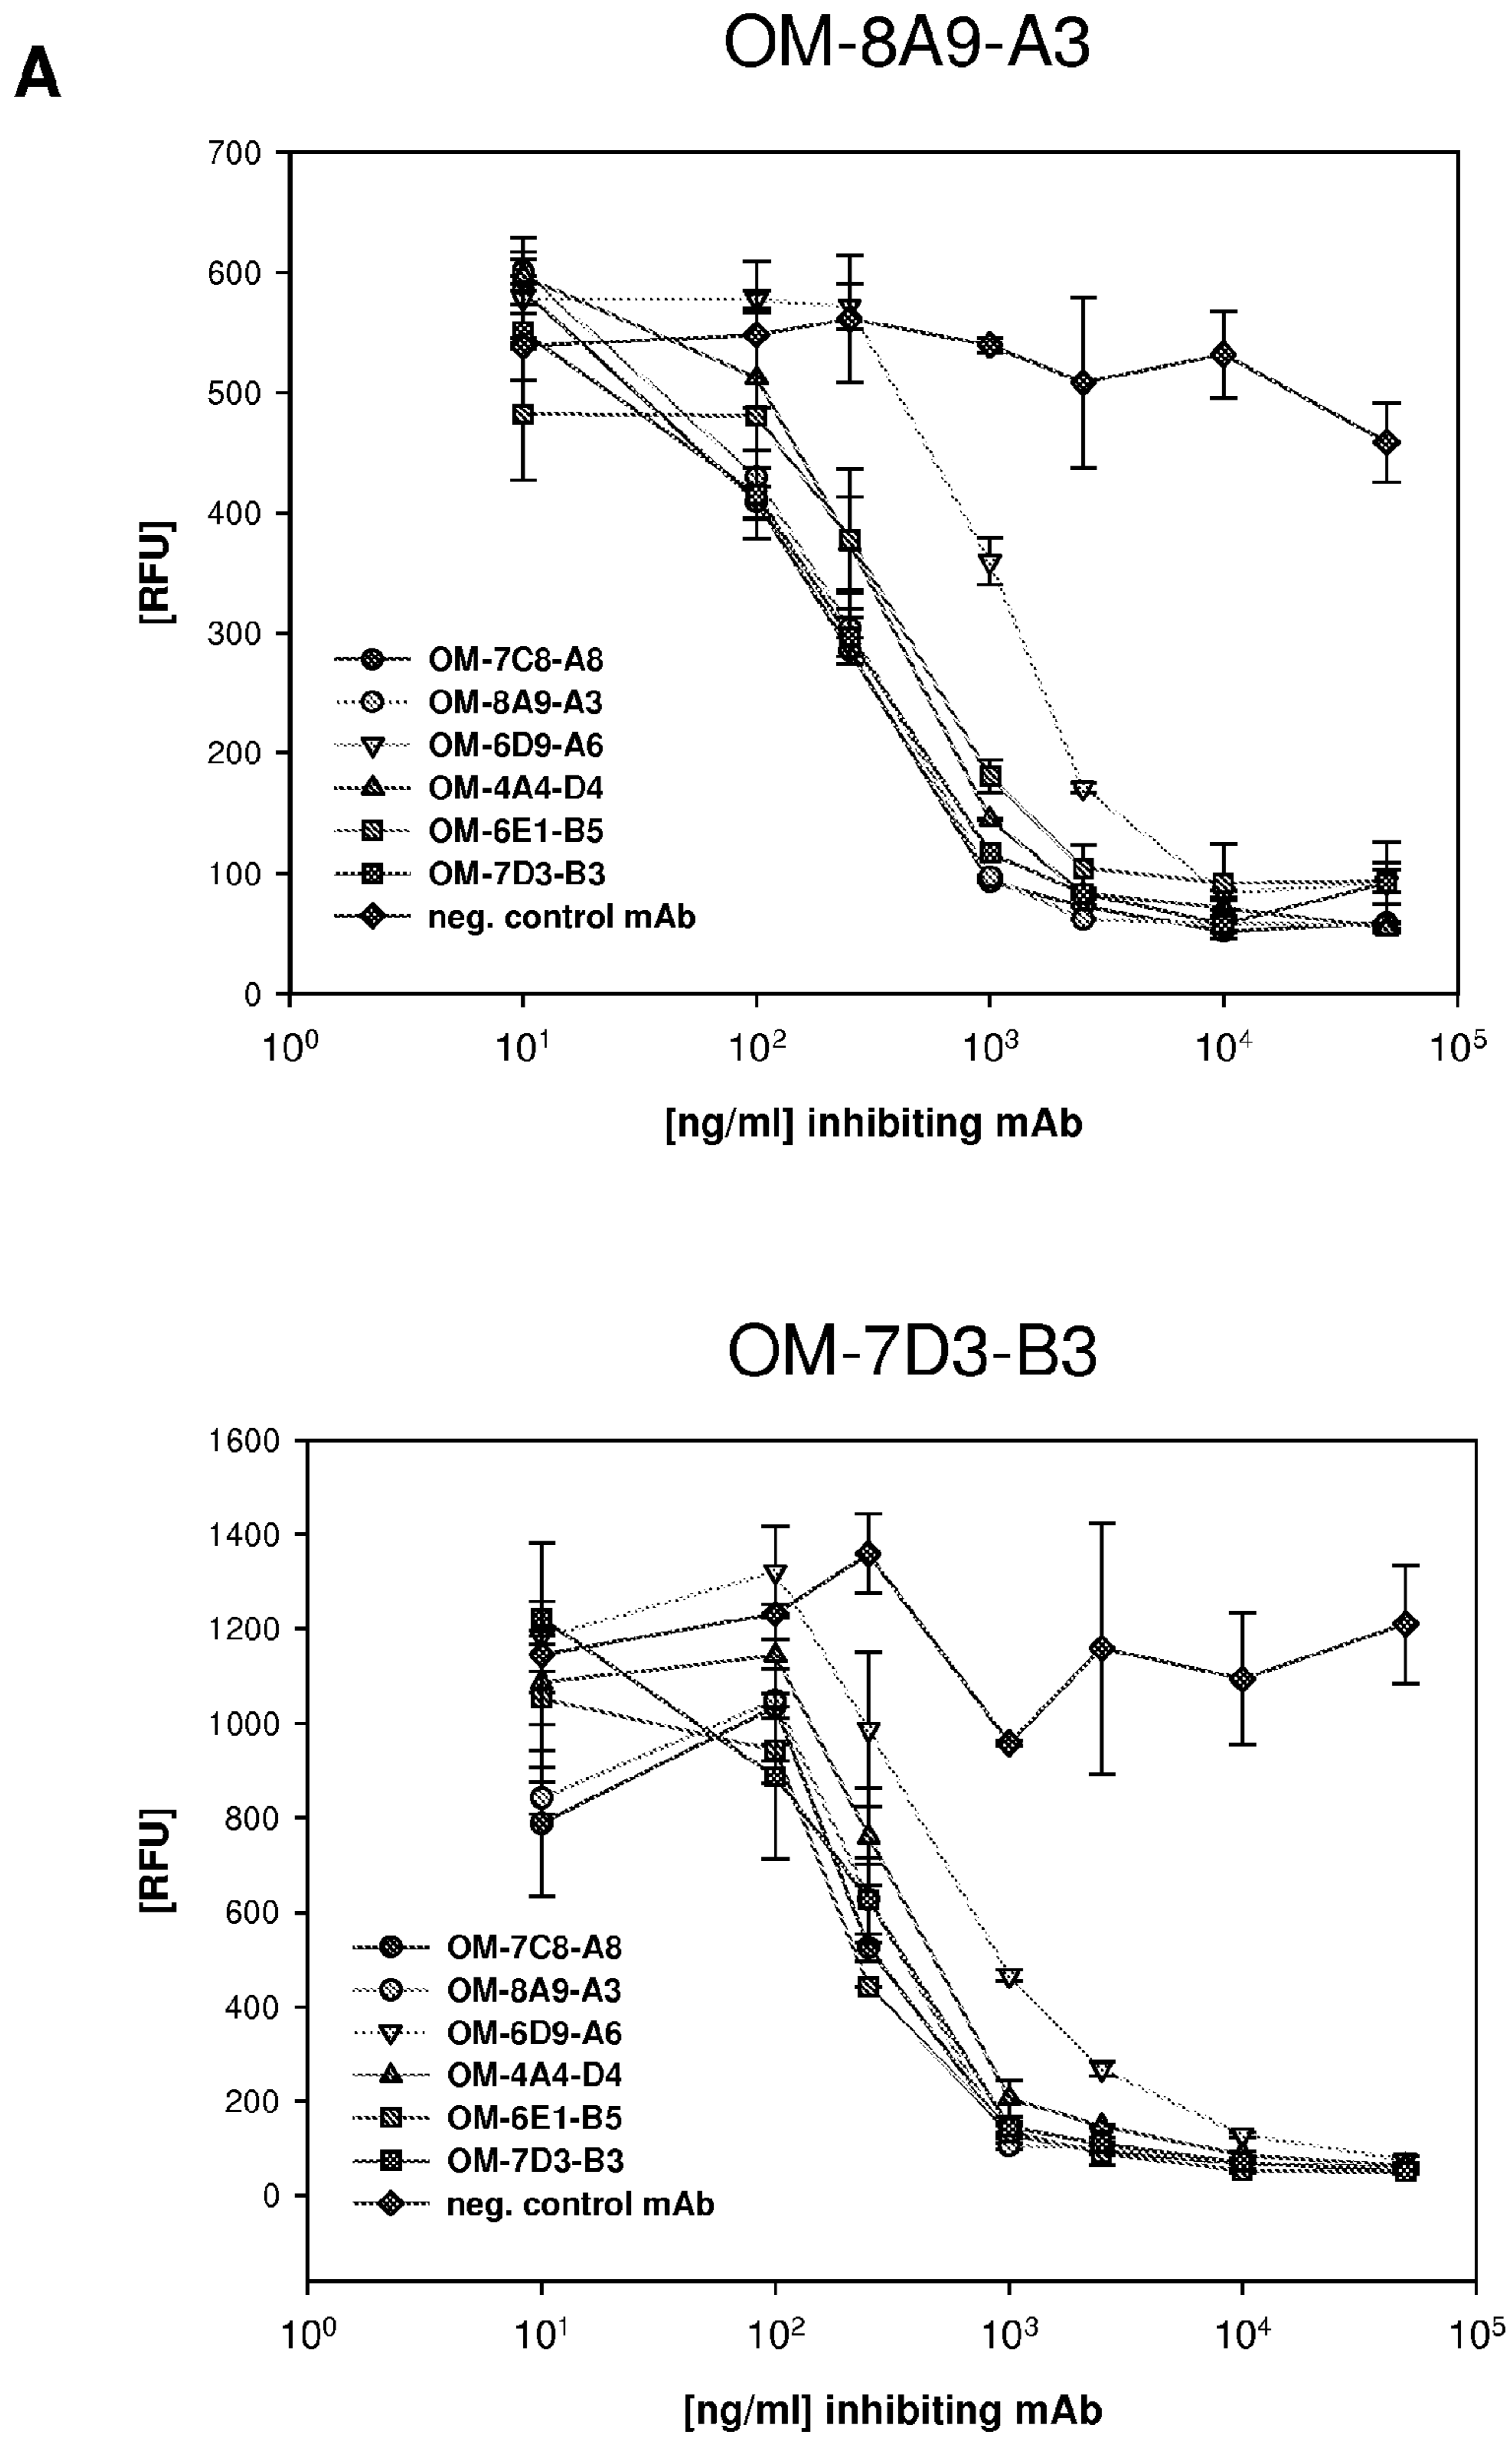 A
OM-8A9-A3
700
600
500
400
300
200
100
0
[RFU]
OM-7C8-A8
OM-8A9-A3
OM-6D9-A6
OM-4A4-D4
OM-6E1-B5
OM-7D3-B3
neg. control mAb
10⁰ 10¹ 10² 10³ 10⁴ 10⁵
[ng/ml] inhibiting mAb
OM-7D3-B3
1600
1400
1200
1000
800
600
400
200
0
[RFU]
OM-7C8-A8
OM-8A9-A3
OM-6D9-A6
OM-4A4-D4
OM-6E1-B5
OM-7D3-B3
neg. control mAb
10⁰ 10¹ 10² 10³ 10⁴ 10⁵
[ng/ml] inhibiting mAb